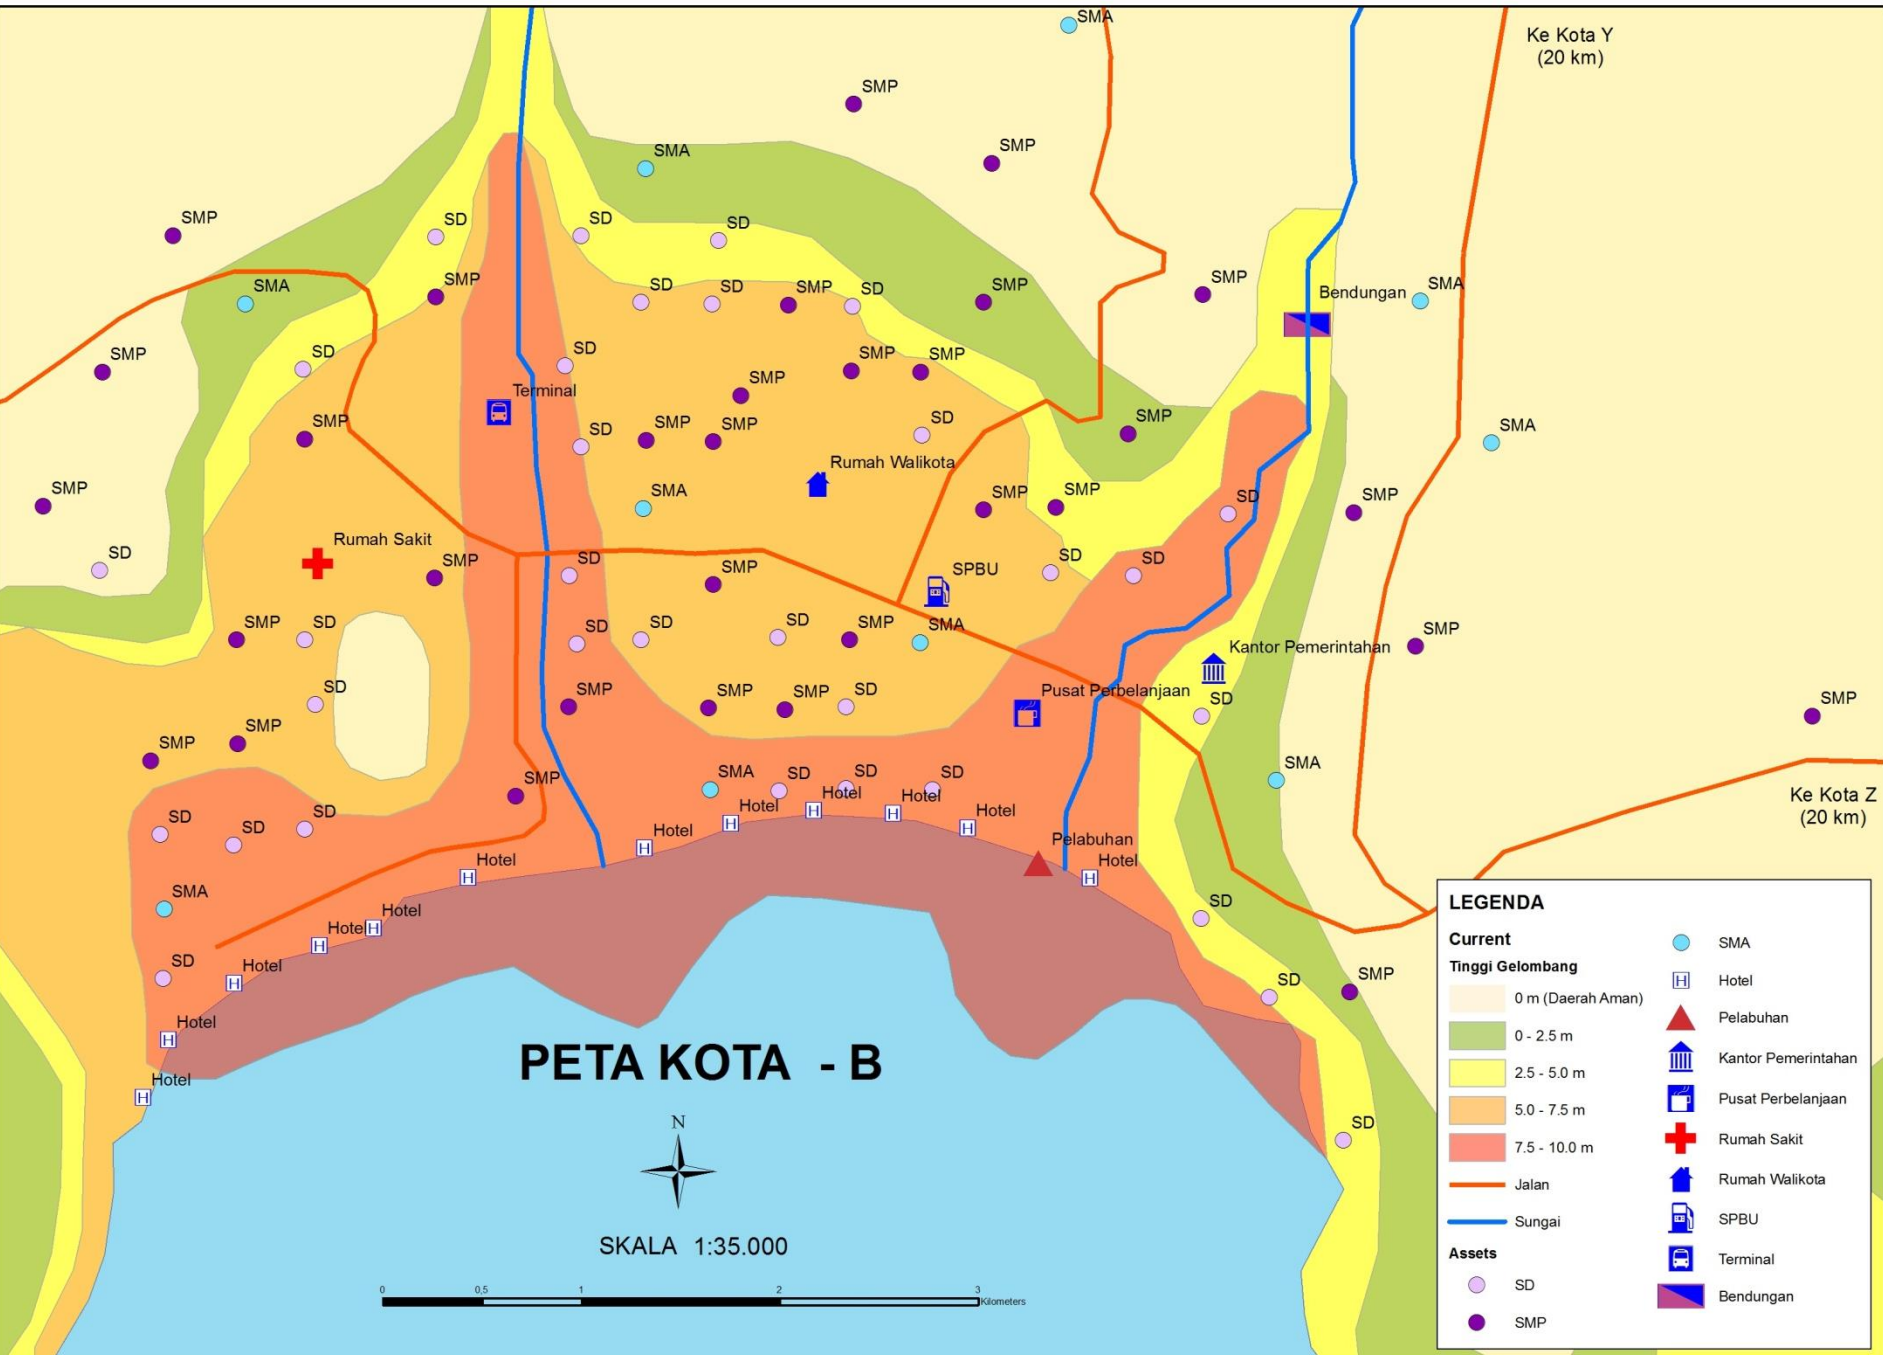 SMA
Ke Kota Y
(20 km)
SMP
SMP
SMA
SMP
SD
SD
SD
SMA
SMP
SD
SD
SMP
SD
SMP
SMP
Bendungan
SMA
SMP
SD
SD
SMP
SMP
SMP
Terminal
SMP
SD
SMP
SMP
SD
SMP
SMA
Rumah Walikota
SMP
SMA
SMP
SMP
SD
SMP
Rumah Sakit
SD
SMP
SD
SMP
SPBU
SD
SD
SMP
SD
SD
SD
SD
SMP
SMA
Kantor Pemerintahan
SMP
SD
SMP
SMP
SMP
SD
Pusat Perbelanjaan
SD
SMP
SMP
SMP
SMP
SMA
SD
SD
SD
SMA
Ke Kota Z
(20 km)
Hotel
Hotel
Hotel
Hotel
SD
SD
SD
Hotel
Pelabuhan
Hotel
Hotel
SMA
Hotel
Hotel
SD
SD
Hotel
SD
SMP
Hotel
Hotel
SD
PETA KOTA - B
N
SKALA 1:35.000
0 0,5 1 2 3
Kilometers
LEGENDA
Current
Tinggi Gelombang
0 m (Daerah Aman)
0 - 2.5 m
2.5 - 5.0 m
5.0 - 7.5 m
7.5 - 10.0 m
Jalan
Sungai
Assets
SD
SMP
SMA
Hotel
Pelabuhan
Kantor Pemerintahan
Pusat Perbelanjaan
Rumah Sakit
Rumah Walikota
SPBU
Terminal
Bendungan